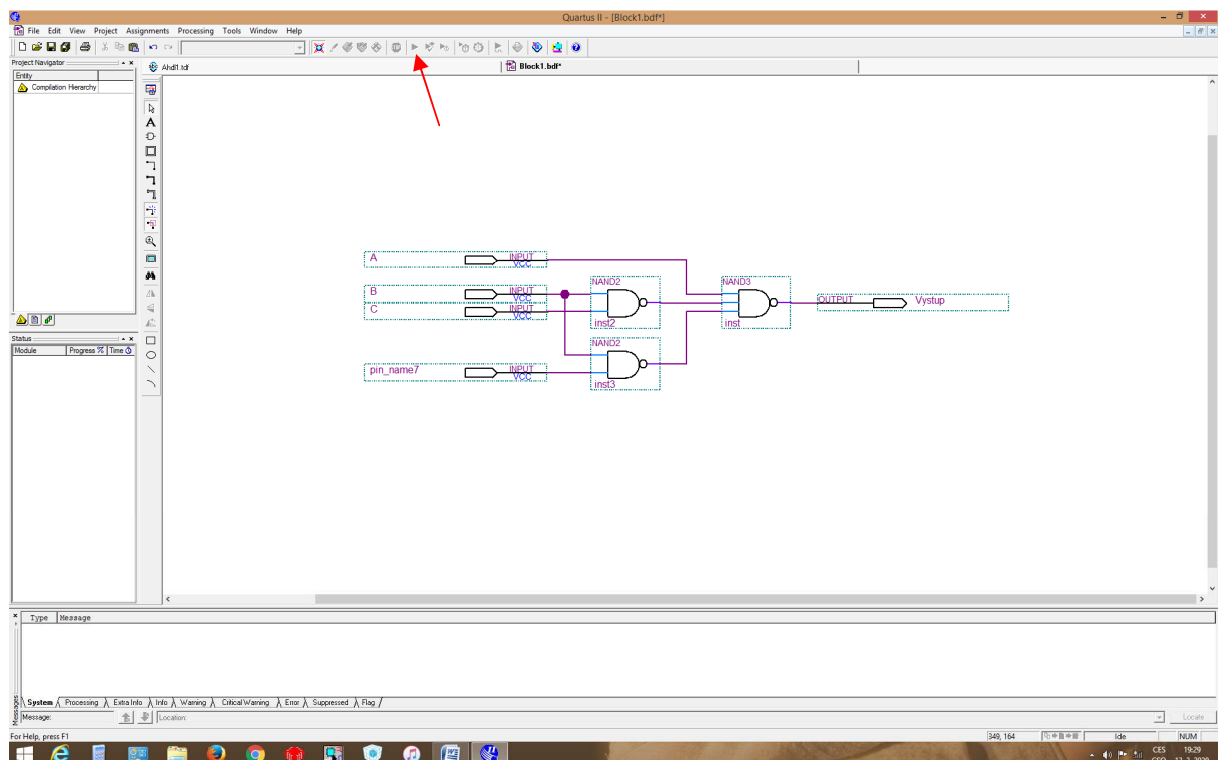 Quartus II - [Block1.bdf*]
File Edit View Project Assignments Processing Tools Window Help
Project Navigator
Ahdl1.tdf
Block1.bdf*
Entity
Compilation Hierarchy
A
A INPUT
VCC
B INPUT
VCC
C INPUT
VCC
NAND2
inst2
NAND3
inst
OUTPUT Vystup
NAND2
inst3
pin_name7 INPUT
VCC
Status
Module Progress % Time
Type Message
Messages
System Processing Extra Info Info Warning Critical Warning Error Suppressed Flag
Message: Location: Locate
For Help, press F1 349, 164 Idle NUM
CES 19:29